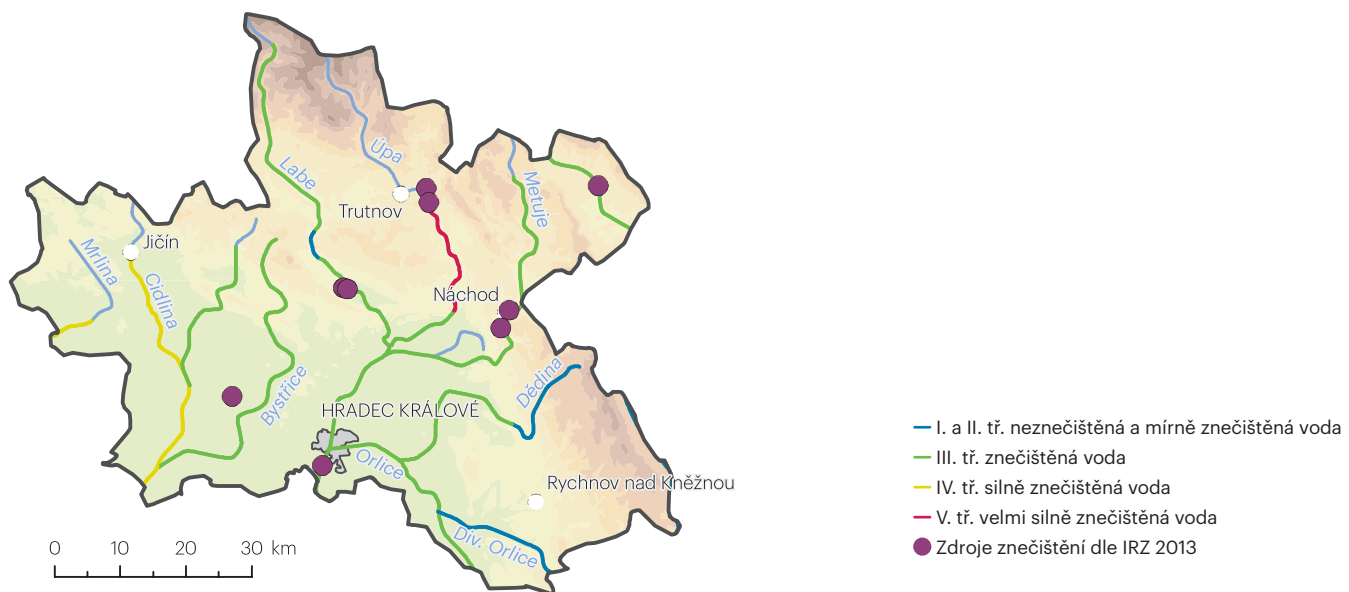 Labe
Úpa
Metuje
Trutnov
Jičín
Mrlina
Cidlina
Náchod
Bystřice
Dědina
HRADEC KRÁLOVÉ
Orlice
Rychnov nad Kněžnou
Div. Orlice
0 10 20 30 km
I. a II. tř. neznečištěná a mírně znečištěná voda
III. tř. znečištěná voda
IV. tř. silně znečištěná voda
V. tř. velmi silně znečištěná voda
Zdroje znečištění dle IRZ 2013